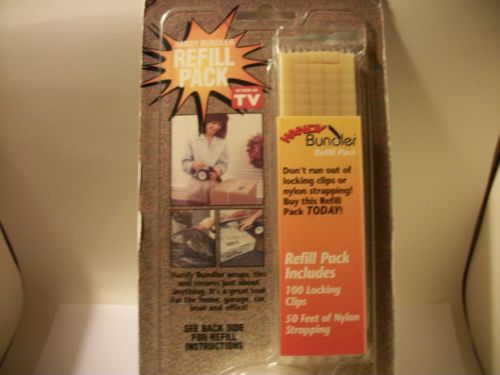 HANDY BUNDLER
REFILL
PACK
AS SEEN ON
TV
HANDY
Bundler
Refill Pack
Don't run out of
locking clips or
nylon strapping!
Buy this Refill
Pack TODAY!
Refill Pack
Includes
100 Locking
Clips
50 Feet of Nylon
Strapping
Handy Bundler wraps, ties
and secures just about
anything. It's a great tool
for the home, garage, car,
boat and office!
SEE BACK SIDE
FOR REFILL
INSTRUCTIONS